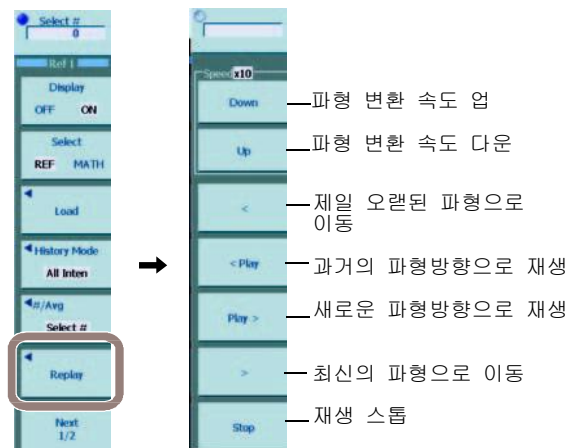 Select #
0
Ref 1
Display
OFF ON
Select
REF MATH
Load
History Mode
All Inten
#/Avg
Select #
Replay
Next
1/2
Speed x10
Down
Up
<
< Play
Play >
>
Stop
파형 변환 속도 업
파형 변환 속도 다운
제일 오랜된 파형으로
이동
과거의 파형방향으로 재생
새로운 파형방향으로 재생
최신의 파형으로 이동
재생 스톱